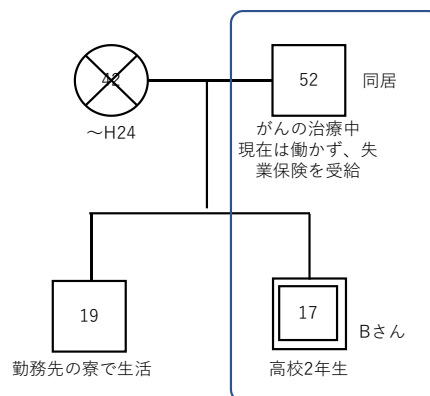 42
52
同居
～H24
がんの治療中
現在は働かず、失
業保険を受給
19
17
Bさん
勤務先の寮で生活
高校2年生